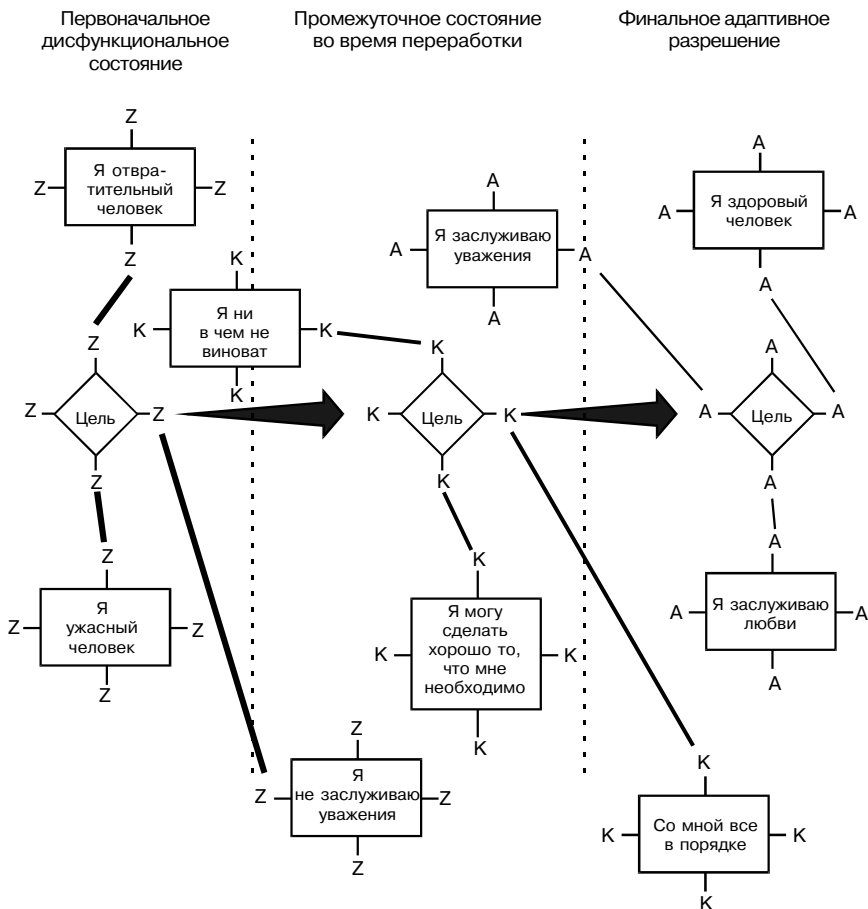 Первоначальное
дисфункциональное
состояние
Промежуточное состояние
во время переработки
Финальное адаптивное
разрешение
Z
Z
Я отвра-
тительный
человек
Z
Z
Z
Z
Цель
Z
Z
Z
Z
Z
Я
ужасный
человек
Z
Z
K
K
Я ни
в чем не
виноват
K
K
A
A
Я заслуживаю
уважения
A
A
K
K
Цель
K
K
K
K
Я могу
сделать
хорошо то,
что мне
необходимо
K
K
Z
Z
Я
не заслуживаю
уважения
Z
Z
A
A
Я здоровый
человек
A
A
A
A
Цель
A
A
A
A
Я заслуживаю
любви
A
A
K
K
Со мной все
в порядке
K
K